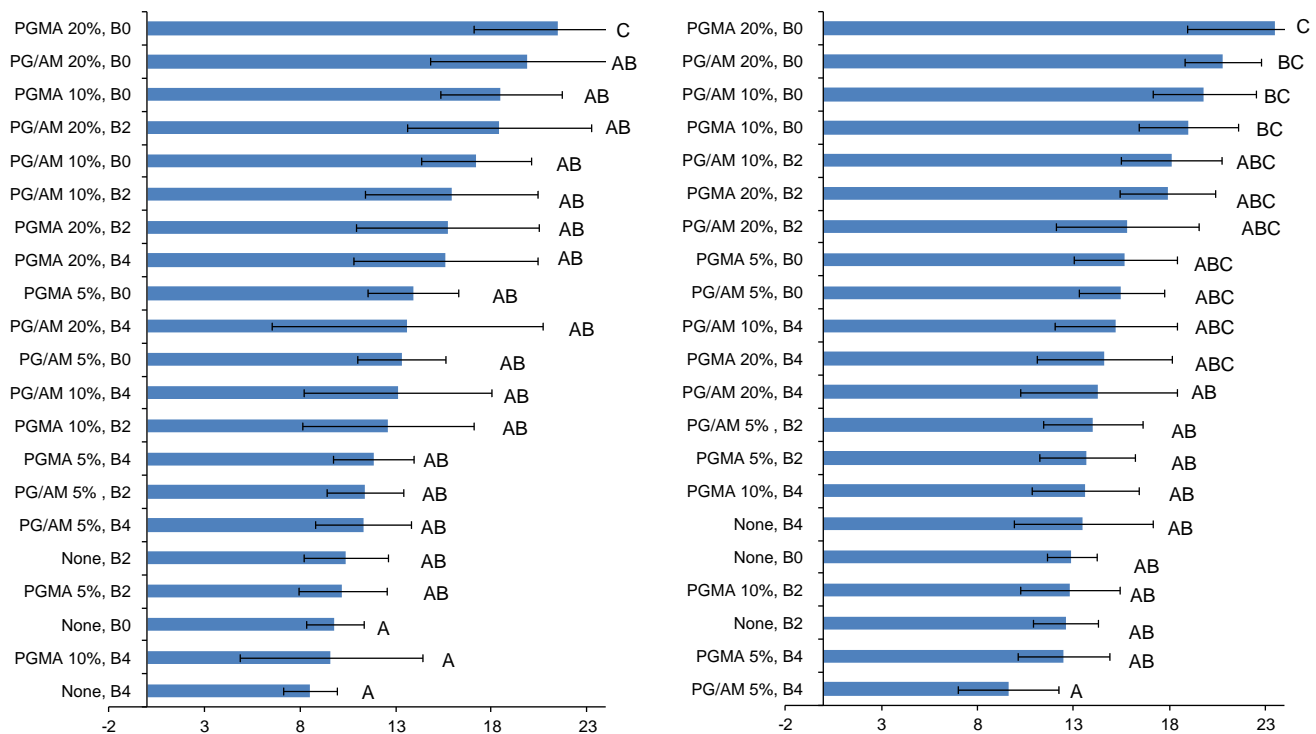 PGMA 20%, B0 C
PG/AM 20%, B0 AB
PGMA 10%, B0 AB
PG/AM 20%, B2 AB
PG/AM 10%, B0 AB
PG/AM 10%, B2 AB
PGMA 20%, B2 AB
PGMA 20%, B4 AB
PGMA 5%, B0 AB
PG/AM 20%, B4 AB
PG/AM 5%, B0 AB
PG/AM 10%, B4 AB
PGMA 10%, B2 AB
PGMA 5%, B4 AB
PG/AM 5% , B2 AB
PG/AM 5%, B4 AB
None, B2 AB
PGMA 5%, B2 AB
None, B0 A
PGMA 10%, B4 A
None, B4 A
-2 3 8 13 18 23
PGMA 20%, B0 C
PG/AM 20%, B0 BC
PG/AM 10%, B0 BC
PGMA 10%, B0 BC
PG/AM 10%, B2 ABC
PGMA 20%, B2 ABC
PG/AM 20%, B2 ABC
PGMA 5%, B0 ABC
PG/AM 5%, B0 ABC
PG/AM 10%, B4 ABC
PGMA 20%, B4 ABC
PG/AM 20%, B4 AB
PG/AM 5% , B2 AB
PGMA 5%, B2 AB
PGMA 10%, B4 AB
None, B4 AB
None, B0 AB
PGMA 10%, B2 AB
None, B2 AB
PGMA 5%, B4 AB
PG/AM 5%, B4 A
-2 3 8 13 18 23